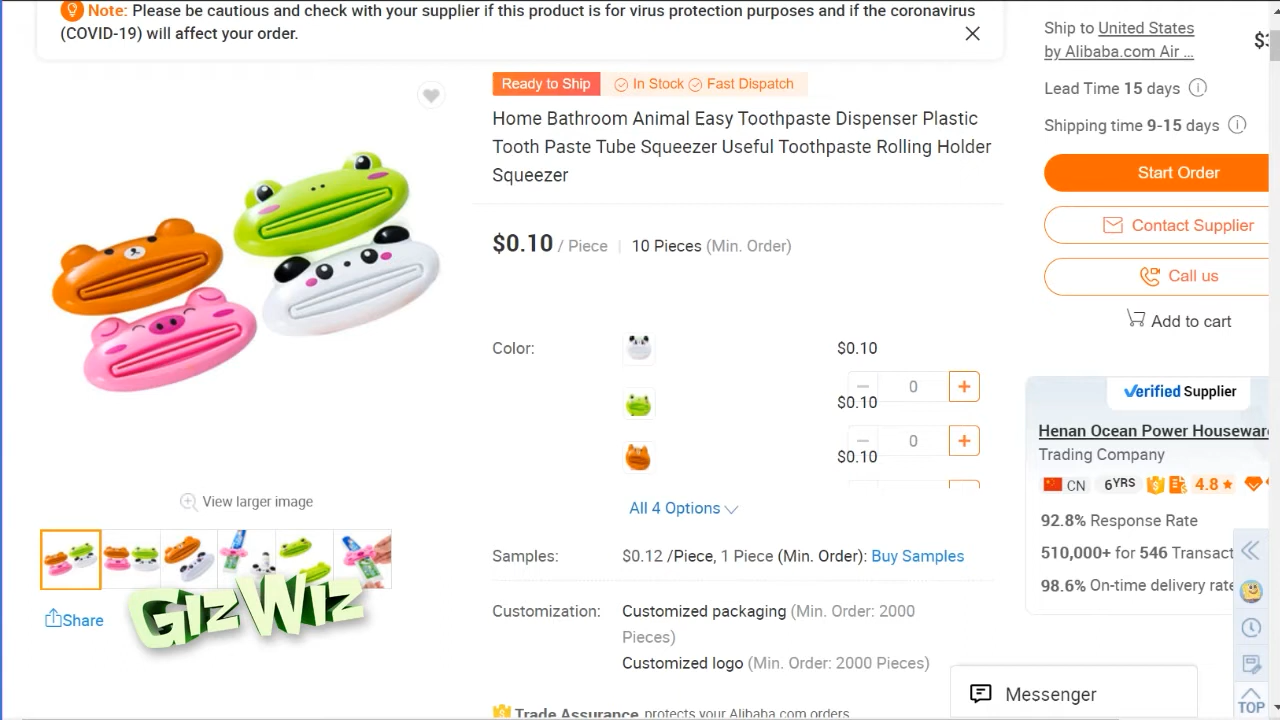 Note: Please be cautious and check with your supplier if this product is for virus protection purposes and if the coronavirus
(COVID-19) will affect your order.
Ready to Ship In Stock Fast Dispatch
Home Bathroom Animal Easy Toothpaste Dispenser Plastic
Tooth Paste Tube Squeezer Useful Toothpaste Rolling Holder
Squeezer
$0.10 / Piece 10 Pieces (Min. Order)
Color:
$0.10
0
$0.10
0
$0.10
All 4 Options
Samples: $0.12 /Piece, 1 Piece (Min. Order): Buy Samples
Customization: Customized packaging (Min. Order: 2000
Pieces)
Customized logo (Min. Order: 2000 Pieces)
Trade Assurance protects your Alibaba.com orders
View larger image
Share
GizWiz
Ship to United States
by Alibaba.com Air ...
Lead Time 15 days
Shipping time 9-15 days
Start Order
Contact Supplier
Call us
Add to cart
Verified Supplier
Henan Ocean Power Houseware
Trading Company
CN 6YRS 4.8
92.8% Response Rate
510,000+ for 546 Transact
98.6% On-time delivery rate
Messenger
TOP